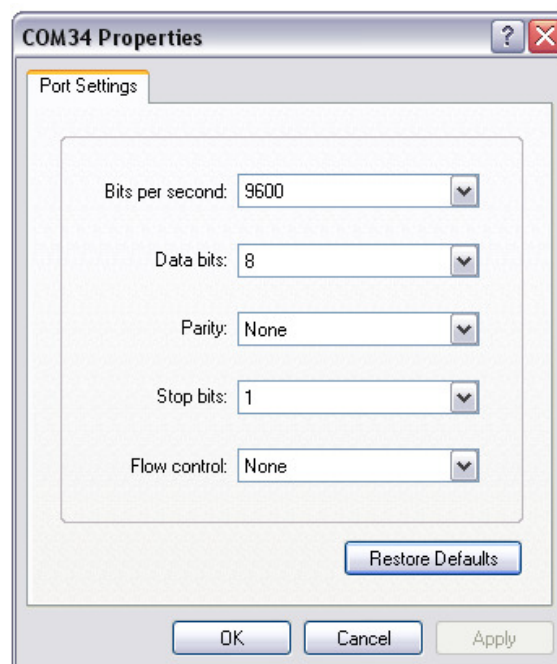 COM34 Properties
Port Settings
Bits per second: 9600
Data bits: 8
Parity: None
Stop bits: 1
Flow control: None
Restore Defaults
OK Cancel Apply